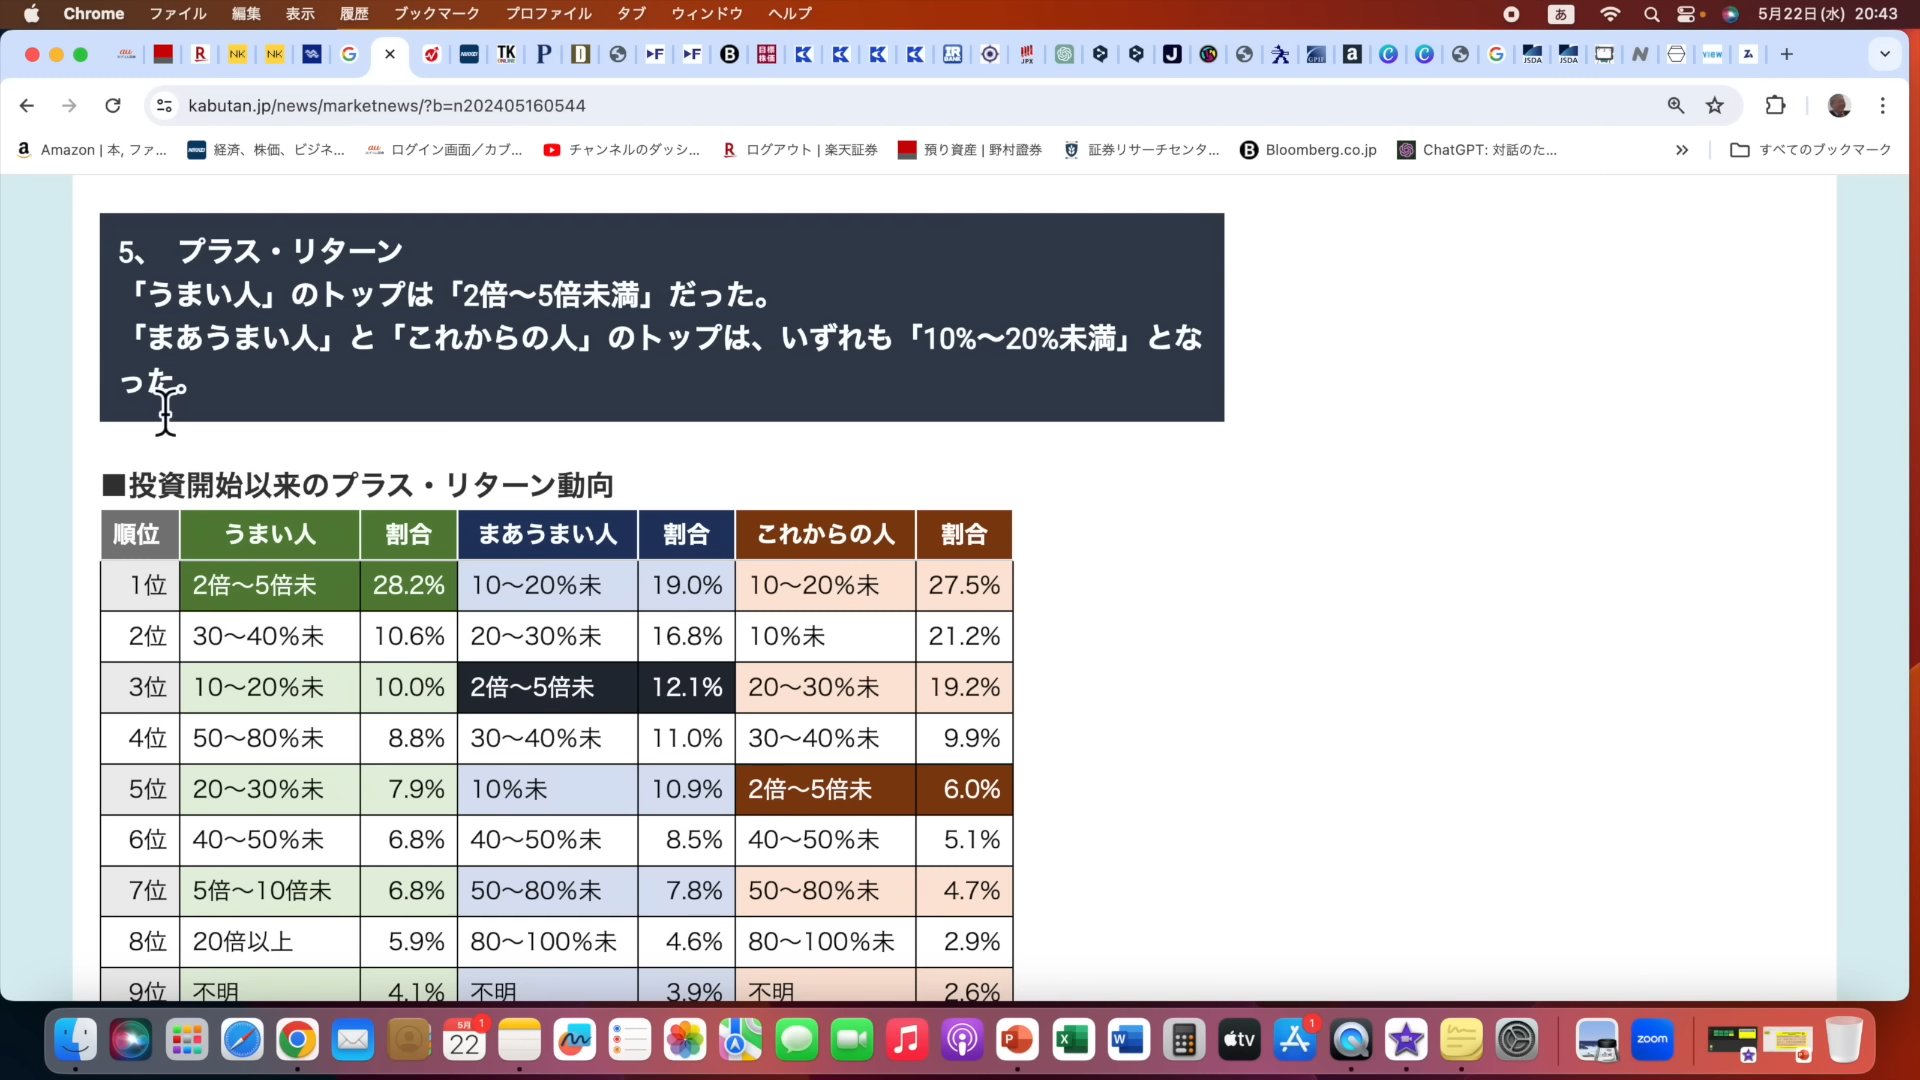 Chrome ファイル 編集 表示 履歴 ブックマーク プロファイル タブ ウィンドウ ヘルプ あ 5月22日(水) 20:43
kabutan.jp/news/marketnews/?b=n202405160544
Amazon | 本, ファ... 経済、株価、ビジネ... ログイン画面／カブ... チャンネルのダッシ... ログアウト | 楽天証券 預り資産 | 野村證券 証券リサーチセンタ... Bloomberg.co.jp ChatGPT: 対話のた... » すべてのブックマーク
5、 プラス・リターン
「うまい人」のトップは「2倍～5倍未満」だった。
「まあうまい人」と「これからの人」のトップは、いずれも「10%～20%未満」とな
った。
■投資開始以来のプラス・リターン動向
順位 うまい人 割合 まあうまい人 割合 これからの人 割合
1位 2倍～5倍未 28.2% 10～20%未 19.0% 10～20%未 27.5%
2位 30～40%未 10.6% 20～30%未 16.8% 10%未 21.2%
3位 10～20%未 10.0% 2倍～5倍未 12.1% 20～30%未 19.2%
4位 50～80%未 8.8% 30～40%未 11.0% 30～40%未 9.9%
5位 20～30%未 7.9% 10%未 10.9% 2倍～5倍未 6.0%
6位 40～50%未 6.8% 40～50%未 8.5% 40～50%未 5.1%
7位 5倍～10倍未 6.8% 50～80%未 7.8% 50～80%未 4.7%
8位 20倍以上 5.9% 80～100%未 4.6% 80～100%未 2.9%
9位 不明 4.1% 不明 3.9% 不明 2.6%
5月 1 22 tv 1 zoom